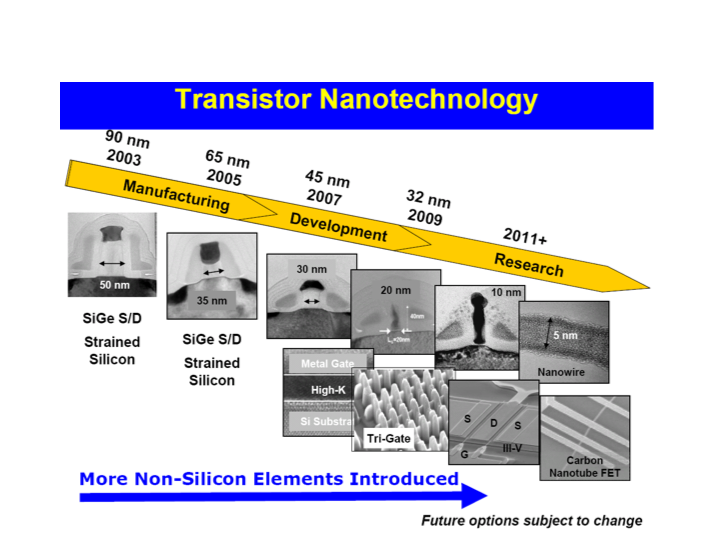 Transistor Nanotechnology
90 nm
2003
65 nm
2005
45 nm
2007
32 nm
2009
2011+
Manufacturing
Development
Research
50 nm
35 nm
30 nm
20 nm
40nm
Lg=20nm
10 nm
5 nm
Nanowire
SiGe S/D
Strained
Silicon
SiGe S/D
Strained
Silicon
Metal Gate
High-K
Si Substra
Tri-Gate
S
D
S
III-V
G
Carbon
Nanotube FET
More Non-Silicon Elements Introduced
Future options subject to change